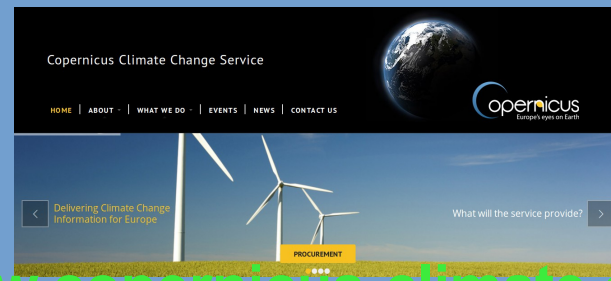 Copernicus Climate Change Service
HOME | ABOUT | WHAT WE DO | EVENTS | NEWS | CONTACT US
opernicus
Europe's eyes on Earth
Delivering Climate Change
Information for Europe
What will the service provide?
PROCUREMENT